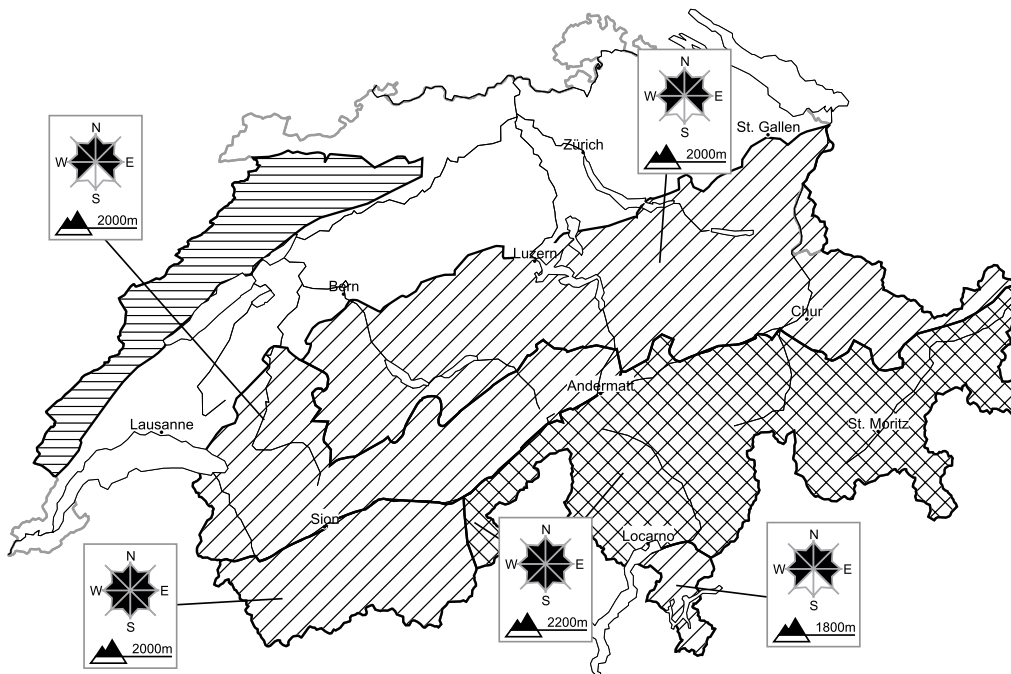 N
W E
S
2000m
St. Gallen
Zürich
N
W E
S
2000m
Luzern
Bern
Chur
Andermatt
Lausanne
St. Moritz
Sion
Locarno
N
W E
S
2200m
N
W E
S
1800m
N
W E
S
2000m